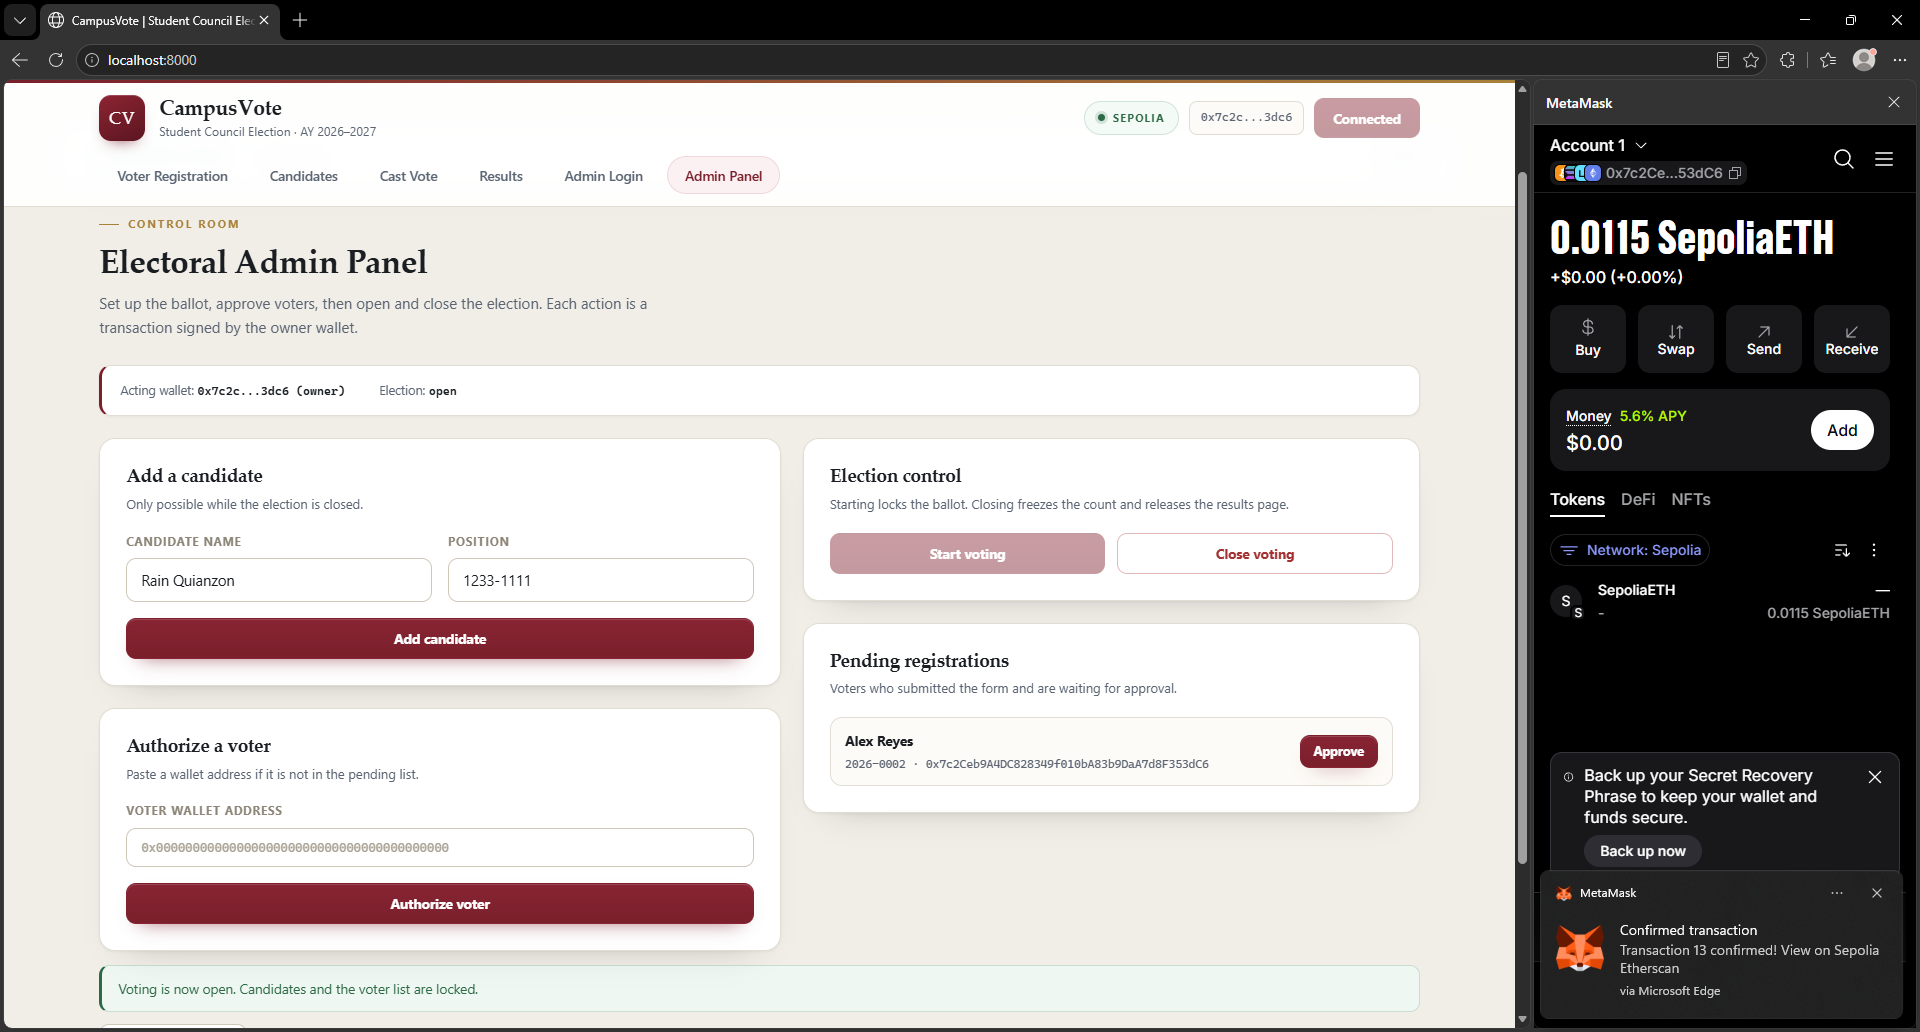 CampusVote | Student Council Elec
localhost:8000
CV
CampusVote
Student Council Election · AY 2026–2027
SEPOLIA
0x7c2c...3dc6
Connected
Voter Registration
Candidates
Cast Vote
Results
Admin Login
Admin Panel
CONTROL ROOM
Electoral Admin Panel
Set up the ballot, approve voters, then open and close the election. Each action is a
transaction signed by the owner wallet.
Acting wallet: 0x7c2c...3dc6 (owner)
Election: open
Add a candidate
Only possible while the election is closed.
CANDIDATE NAME
POSITION
Rain Quianzon
1233-1111
Add candidate
Authorize a voter
Paste a wallet address if it is not in the pending list.
VOTER WALLET ADDRESS
0x0000000000000000000000000000000000000000
Authorize voter
Election control
Starting locks the ballot. Closing freezes the count and releases the results page.
Start voting
Close voting
Pending registrations
Voters who submitted the form and are waiting for approval.
Alex Reyes
2026-0002 · 0x7c2Ceb9A4DC828349f010bA83b9DaA7d8F353dC6
Approve
Voting is now open. Candidates and the voter list are locked.
MetaMask
Account 1
0x7c2Ce...53dC6
0.0115 SepoliaETH
+$0.00 (+0.00%)
Buy
Swap
Send
Receive
Money 5.6% APY
$0.00
Add
Tokens
DeFi
NFTs
Network: Sepolia
S
S
SepoliaETH
—
-
0.0115 SepoliaETH
Back up your Secret Recovery
Phrase to keep your wallet and
funds secure.
Back up now
MetaMask
Confirmed transaction
Transaction 13 confirmed! View on Sepolia
Etherscan
via Microsoft Edge